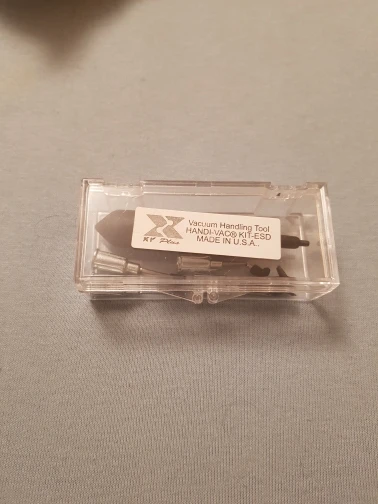 Vacuum Handling Tool
HANDI-VAC® KIT-ESD
MADE IN U.S.A..
XY Plus